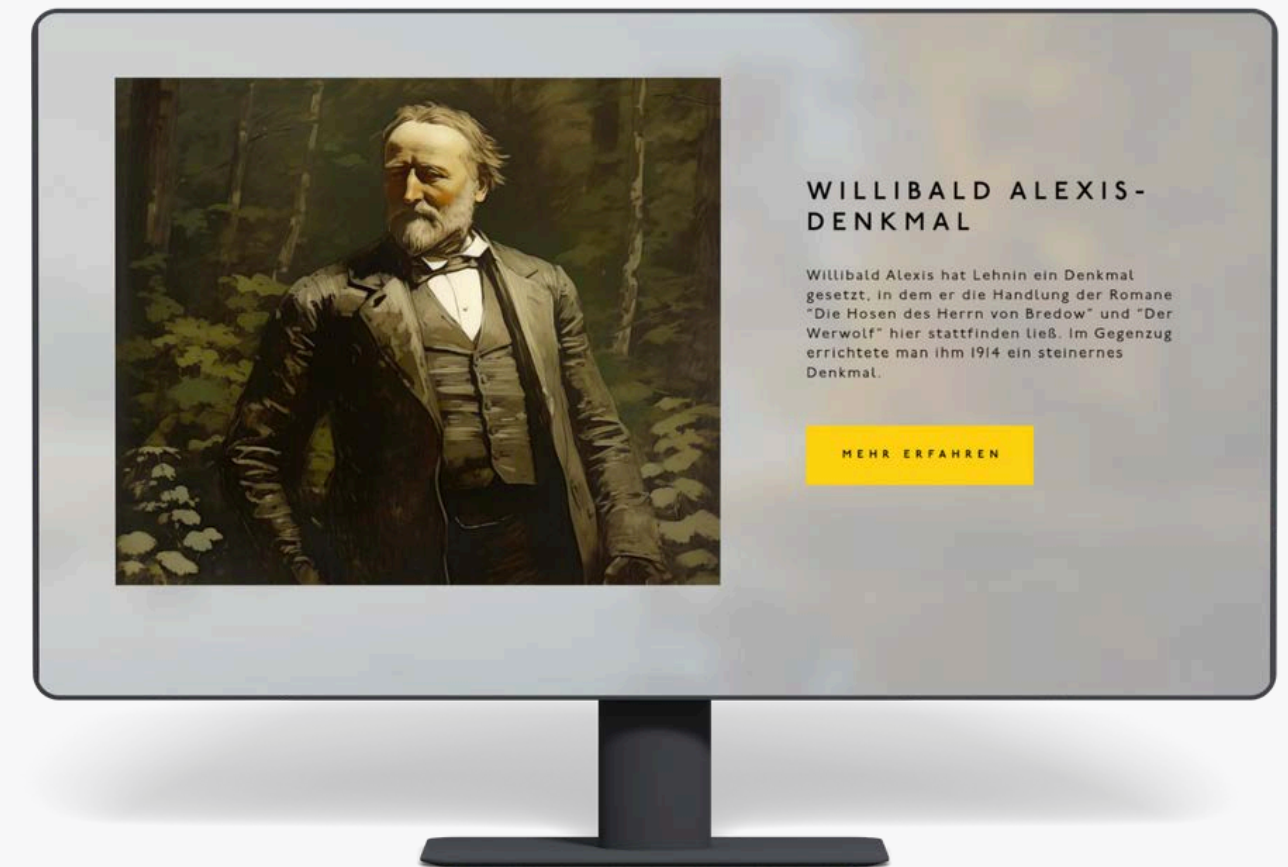 WILLIBALD ALEXIS-
DENKMAL
Willibald Alexis hat Lehnin ein Denkmal
gesetzt, in dem er die Handlung der Romane
“Die Hosen des Herrn von Bredow” und “Der
Werwolf” hier stattfinden ließ. Im Gegenzug
errichtete man ihm 1914 ein steinernes
Denkmal.
MEHR ERFAHREN